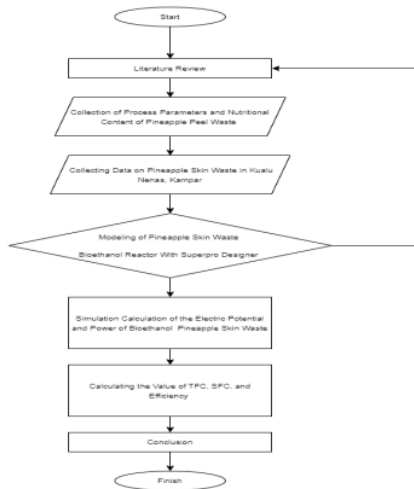 Start
Literature Review
Collection of Process Parameters and Nutritional
Content of Pineapple Peel Waste
Collecting Data on Pineapple Skin Waste in Kualu
Nenas, Kampar
Modeling of Pineapple Skin Waste
Bioethanol Reactor With Superpro Designer
Simulation Calculation of the Electric Potential
and Power of Bioethanol Pineapple Skin Waste
Calculating the Value of TFC, SFC, and
Efficiency
Conclusion
Finish